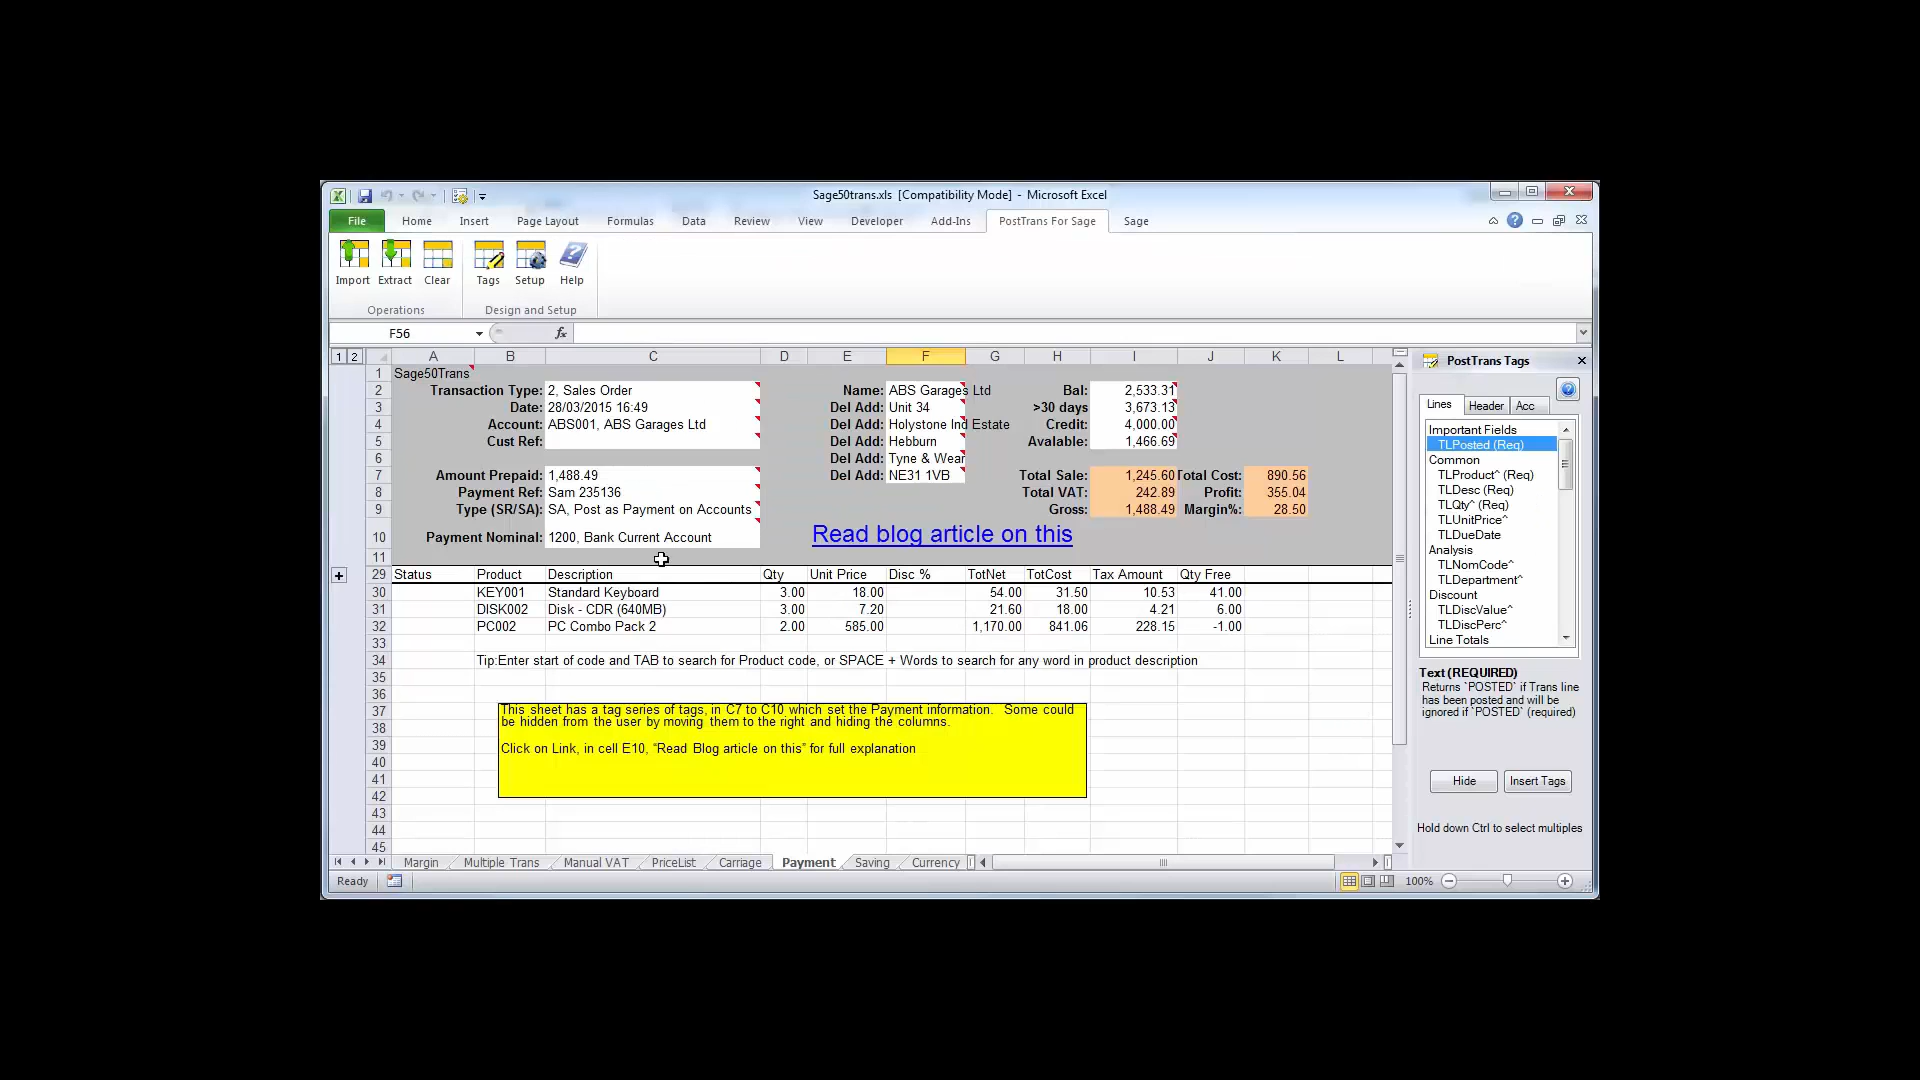 Sage50trans.xls [Compatibility Mode] - Microsoft Excel
File Home Insert Page Layout Formulas Data Review View Developer Add-Ins PostTrans For Sage Sage
Import Extract Clear Tags Setup Help
Operations Design and Setup
F56 fx
1 2 A B C D E F G H I J K L
1 Sage50Trans
2 Transaction Type: 2, Sales Order Name: ABS Garages Ltd Bal: 2,533.31
3 Date: 28/03/2015 16:49 Del Add: Unit 34 >30 days 3,673.13
4 Account: ABS001, ABS Garages Ltd Del Add: Holystone Ind Estate Credit: 4,000.00
5 Cust Ref: Del Add: Hebburn Avalable: 1,466.69
6 Del Add: Tyne & Wear
7 Amount Prepaid: 1,488.49 Del Add: NE31 1VB Total Sale: 1,245.60 Total Cost: 890.56
8 Payment Ref: Sam 235136 Total VAT: 242.89 Profit: 355.04
9 Type (SR/SA): SA, Post as Payment on Accounts Gross: 1,488.49 Margin%: 28.50
10 Payment Nominal: 1200, Bank Current Account Read blog article on this
11
29 Status Product Description Qty Unit Price Disc % TotNet TotCost Tax Amount Qty Free
30 KEY001 Standard Keyboard 3.00 18.00 54.00 31.50 10.53 41.00
31 DISK002 Disk - CDR (640MB) 3.00 7.20 21.60 18.00 4.21 6.00
32 PC002 PC Combo Pack 2 2.00 585.00 1,170.00 841.06 228.15 -1.00
33
34 Tip:Enter start of code and TAB to search for Product code, or SPACE + Words to search for any word in product description
35
36
37 This sheet has a tag series of tags, in C7 to C10 which set the Payment information. Some could
38 be hidden from the user by moving them to the right and hiding the columns.
39 Click on Link, in cell E10, "Read Blog article on this" for full explanation
40
41
42
43
44
45
Margin Multiple Trans Manual VAT PriceList Carriage Payment Saving Currency
Ready 100%
PostTrans Tags
Lines Header Acc
Important Fields
TLPosted (Req)
Common
TLProduct^ (Req)
TLDesc (Req)
TLQty^ (Req)
TLUnitPrice^
TLDueDate
Analysis
TLNomCode^
TLDepartment^
Discount
TLDiscValue^
TLDiscPerc^
Line Totals
Text (REQUIRED)
Returns `POSTED` if Trans line
has been posted and will be
ignored if `POSTED` (required)
Hide Insert Tags
Hold down Ctrl to select multiples